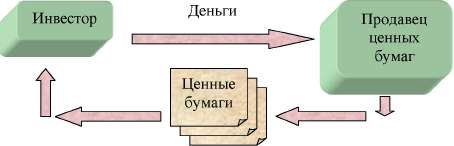 Инвестор
Деньги
Продавец
ценных
бумаг
Ценные
бумаги